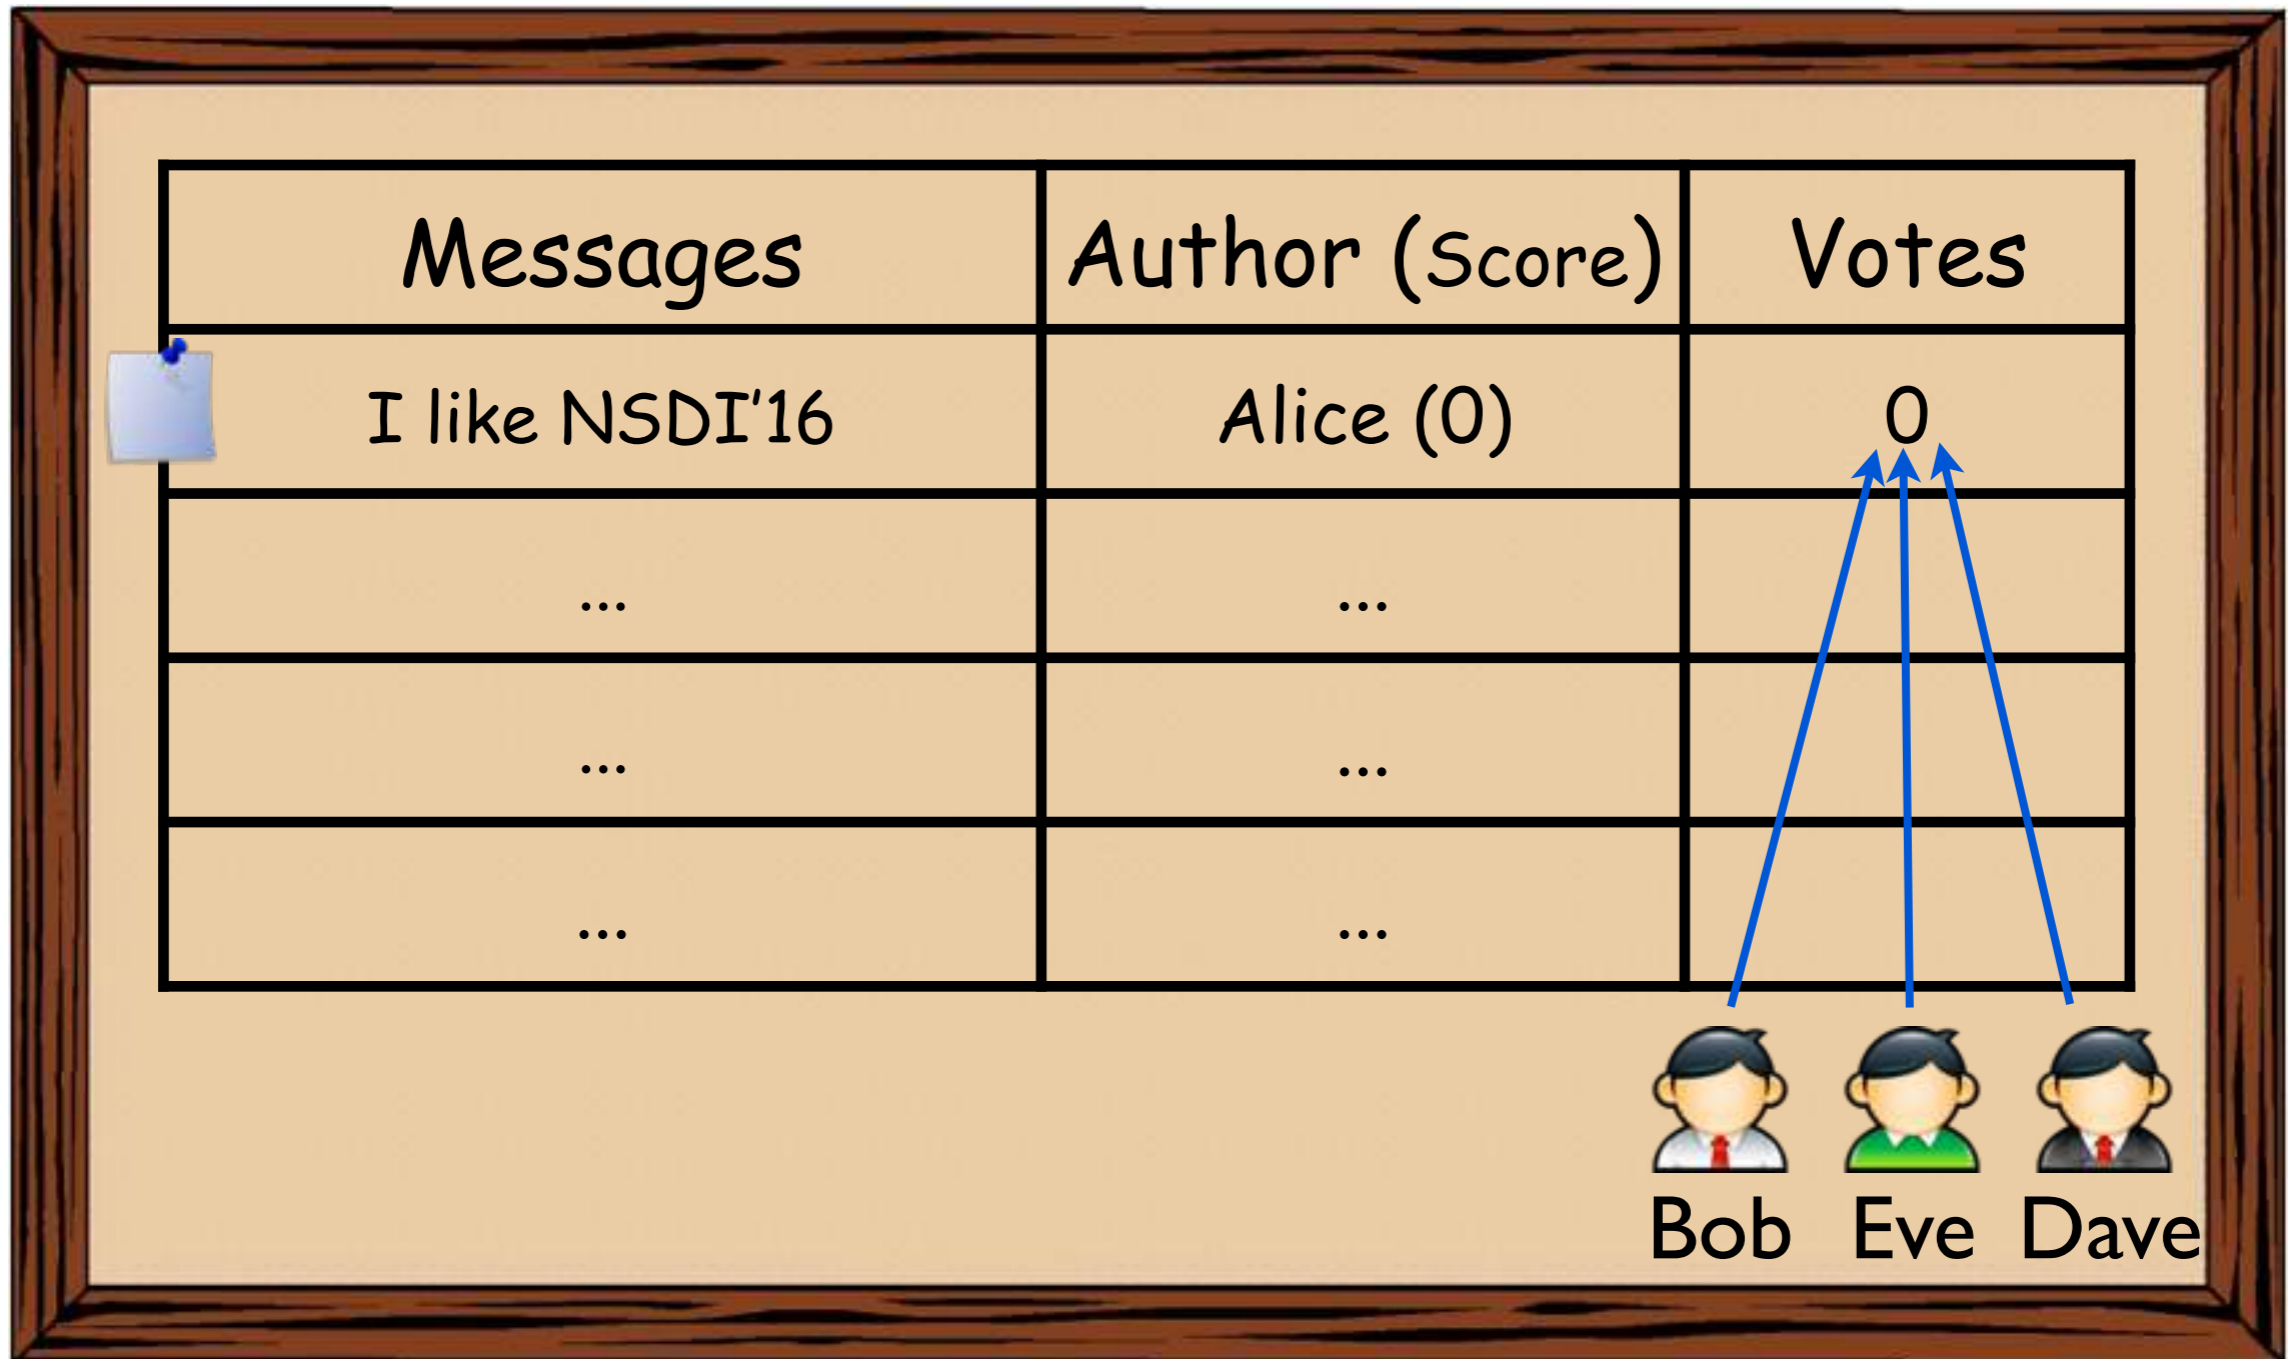 Messages Author (Score) Votes
I like NSDI'16 Alice (0) 0
... ...
... ...
... ...
Bob Eve Dave